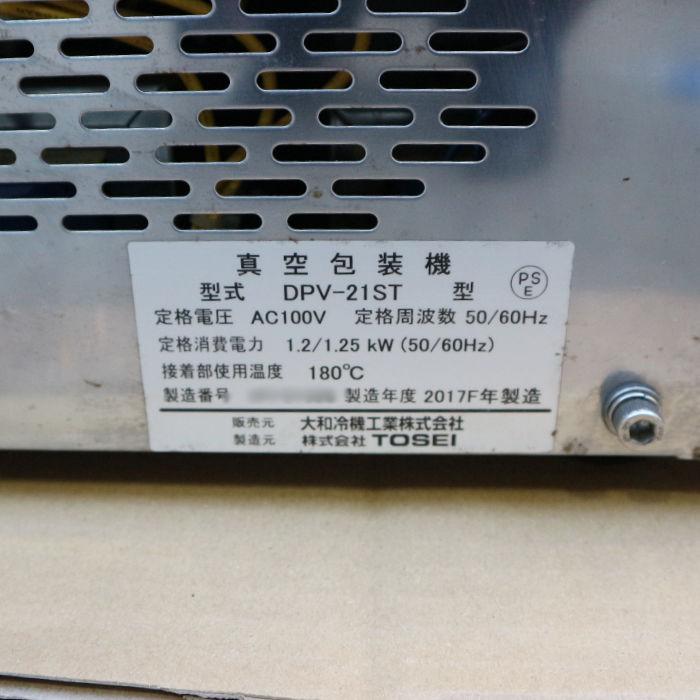 真空包装機
型式 DPV-21ST 型
PS
E
定格電圧 AC100V 定格周波数 50/60Hz
定格消費電力 1.2/1.25 kW (50/60Hz)
接着部使用温度 180℃
製造番号 製造年度 2017F年製造
販売元 大和冷機工業株式会社
製造元 株式会社 TOSEI